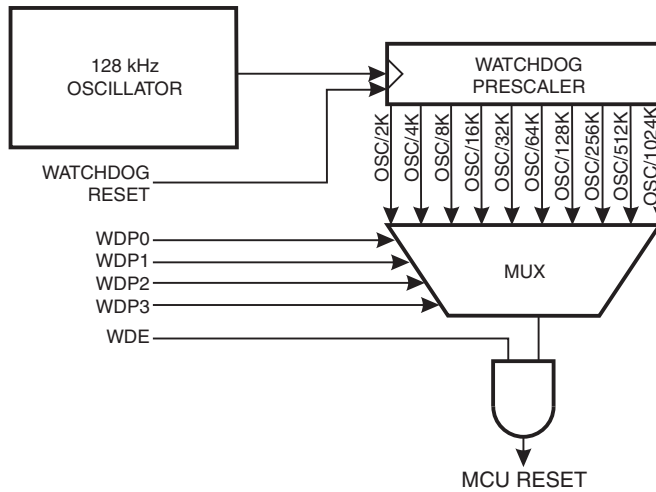 128 kHz
OSCILLATOR
WATCHDOG
PRESCALER
OSC/2K
OSC/4K
OSC/8K
OSC/16K
OSC/32K
OSC/64K
OSC/128K
OSC/256K
OSC/512K
OSC/1024K
WATCHDOG
RESET
WDP0
WDP1
WDP2
WDP3
WDE
MUX
MCU RESET